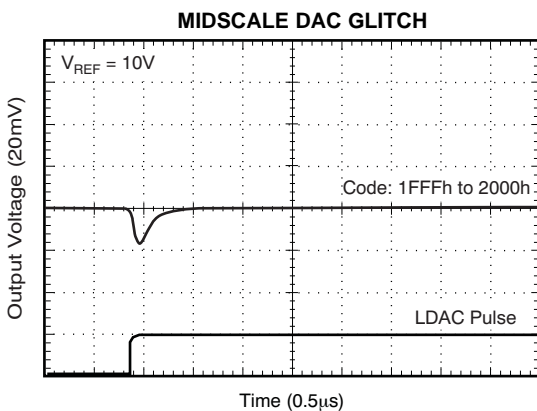 MIDSCALE DAC GLITCH
V_REF = 10V
Output Voltage (20mV)
Code: 1FFFh to 2000h
LDAC Pulse
Time (0.5µs)